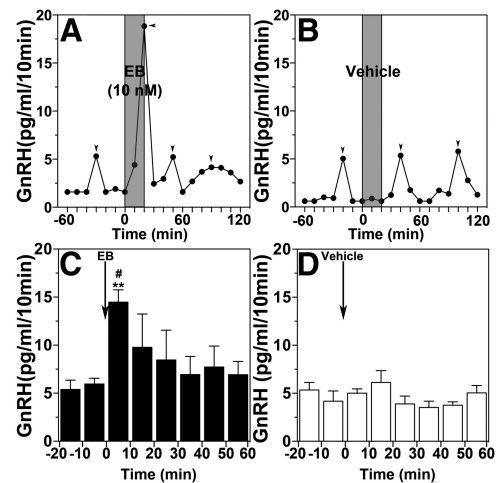 A
20
15
10
5
0
GnRH(pg/ml/10min)
EB
(10 nM)
-60 0 60 120
Time (min)
B
20
15
10
5
0
GnRH(pg/ml/10min)
Vehicle
-60 0 60 120
Time (min)
C
20
15
10
5
0
GnRH(pg/ml/10min)
EB
#
**
-20 -10 0 10 20 30 40 50 60
Time (min)
D
20
15
10
5
0
GnRH (pg/ml/10min)
Vehicle
-20 -10 0 10 20 30 40 50 60
Time (min)